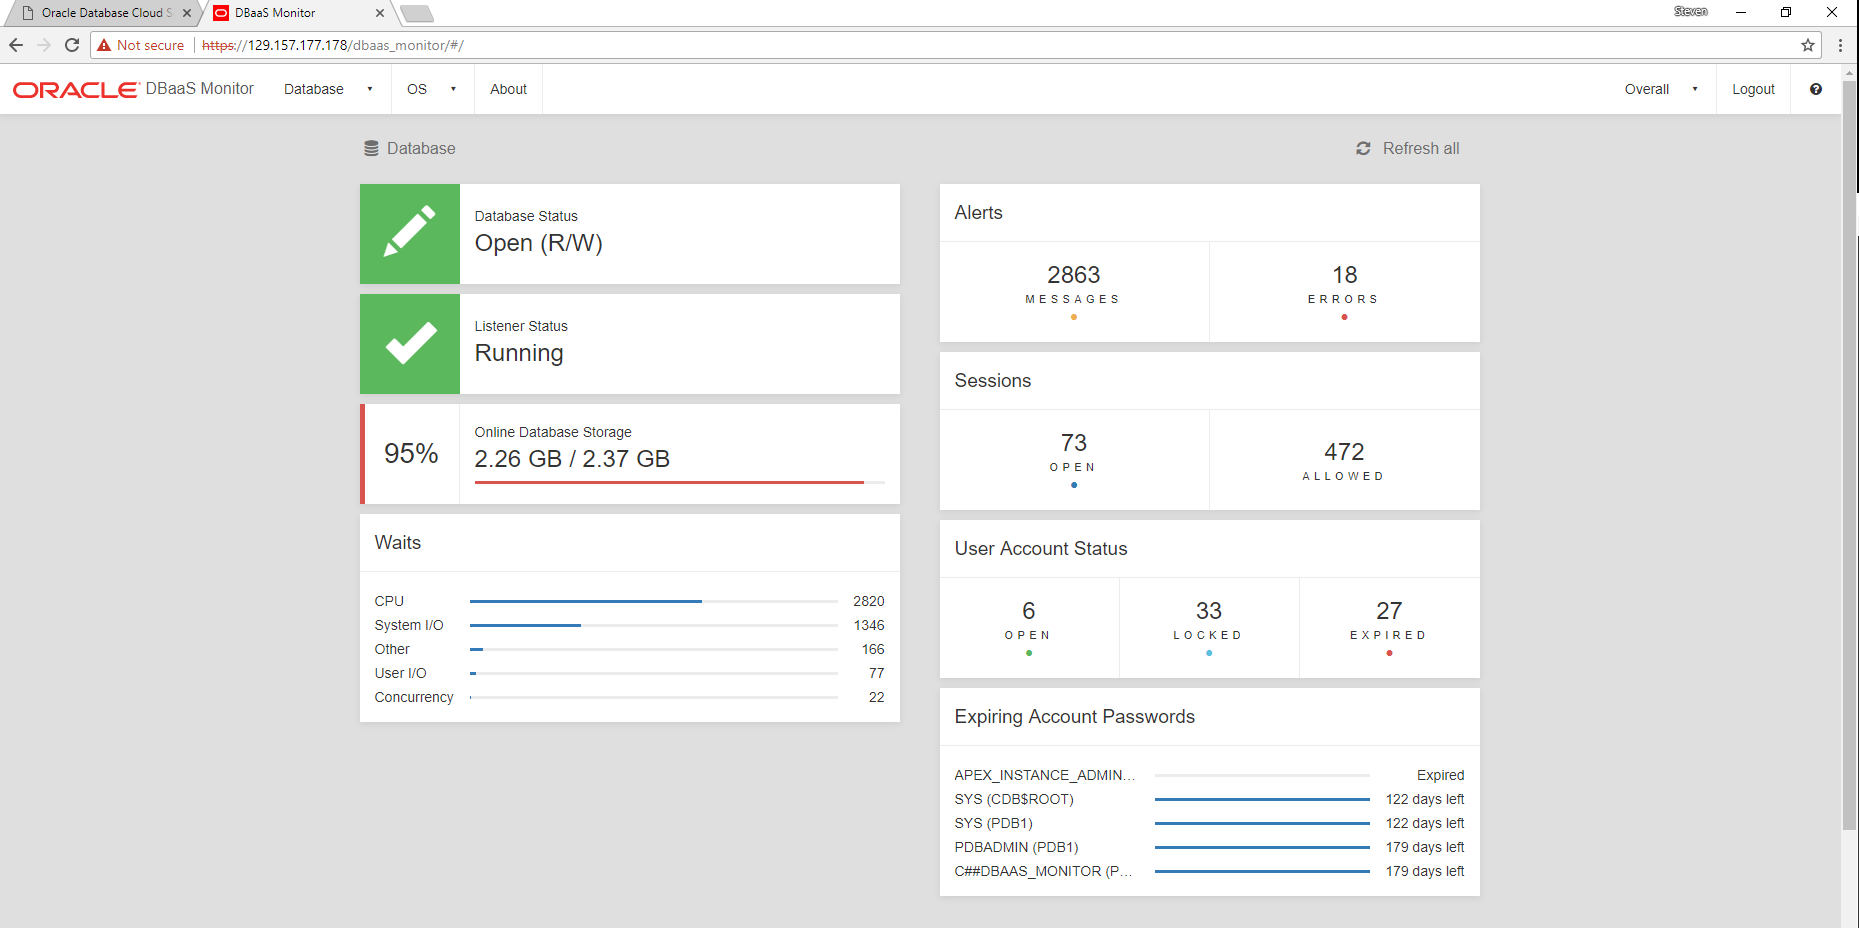 Oracle Database Cloud S
DBaaS Monitor
Steven
Not secure
https://129.157.177.178/dbaas_monitor/#/
ORACLE DBaaS Monitor
Database
OS
About
Overall
Logout
Database
Refresh all
Database Status
Open (R/W)
Listener Status
Running
95%
Online Database Storage
2.26 GB / 2.37 GB
Waits
CPU 2820
System I/O 1346
Other 166
User I/O 77
Concurrency 22
Alerts
2863
MESSAGES
18
ERRORS
Sessions
73
OPEN
472
ALLOWED
User Account Status
6
OPEN
33
LOCKED
27
EXPIRED
Expiring Account Passwords
APEX_INSTANCE_ADMIN... Expired
SYS (CDB$ROOT) 122 days left
SYS (PDB1) 122 days left
PDBADMIN (PDB1) 179 days left
C##DBAAS_MONITOR (P... 179 days left